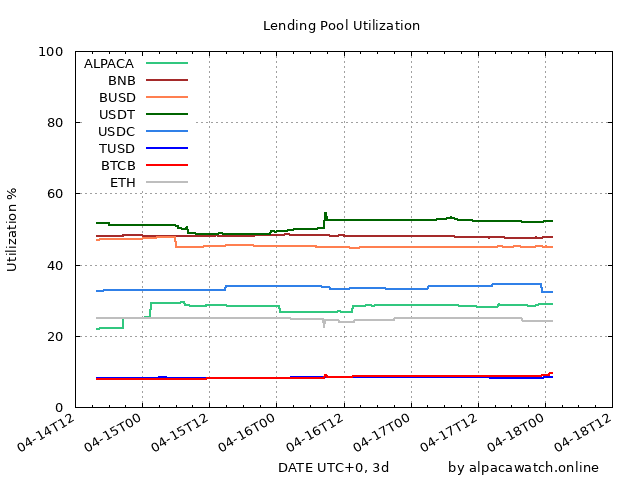 Lending Pool Utilization
100
80
60
40
20
0
Utilization %
ALPACA
BNB
BUSD
USDT
USDC
TUSD
BTCB
ETH
04-14T12
04-15T00
04-15T12
04-16T00
04-16T12
04-17T00
04-17T12
04-18T00
04-18T12
DATE UTC+0, 3d
by alpacawatch.online